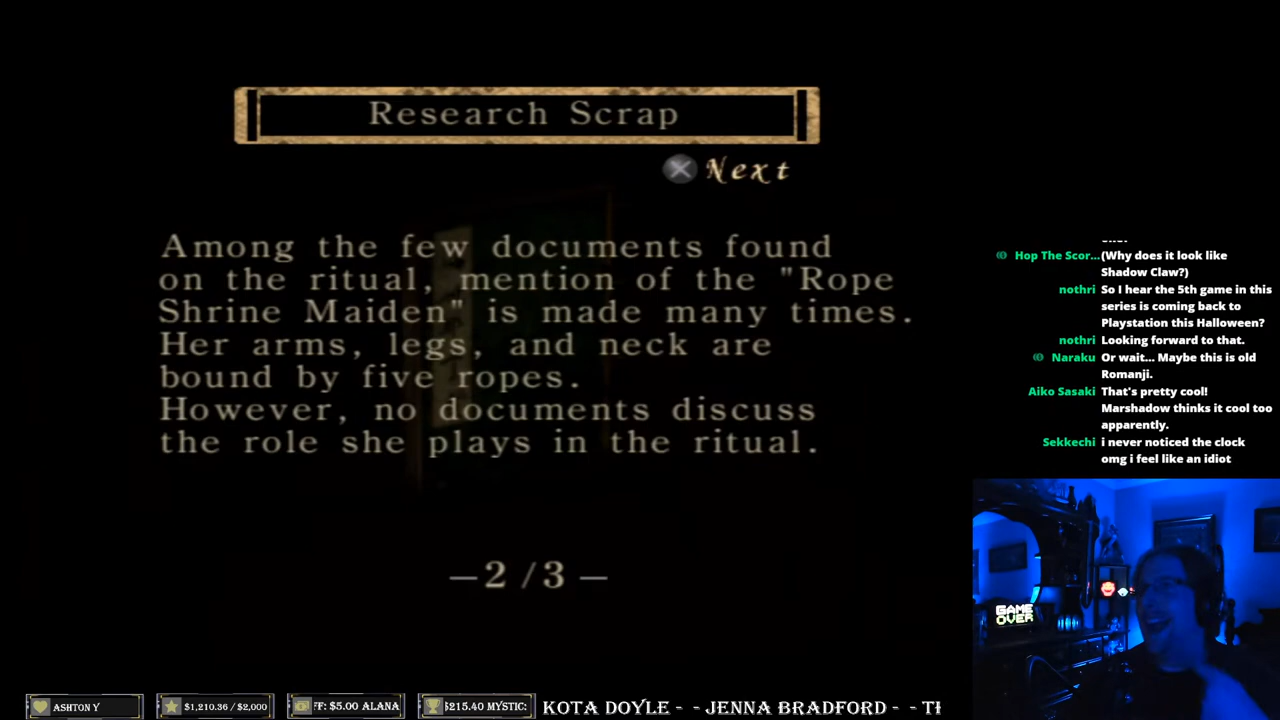 Research Scrap
Next
Among the few documents found
on the ritual, mention of the "Rope
Shrine Maiden" is made many times.
Her arms, legs, and neck are
bound by five ropes.
However, no documents discuss
the role she plays in the ritual.
—2/3—
Hop The Scor... (Why does it look like
Shadow Claw?)
nothri So I hear the 5th game in this
series is coming back to
Playstation this Halloween?
nothri Looking forward to that.
Naraku Or wait... Maybe this is old
Romanji.
Aiko Sasaki That's pretty cool!
Marshadow thinks it cool too
apparently.
Sekkechi i never noticed the clock
omg i feel like an idiot
GAME
OVER
ASHTON Y
$1,210.36 / $2,000
F: $5.00 ALANA
$215.40 MYSTIC:
KOTA DOYLE - - JENNA BRADFORD - - TH